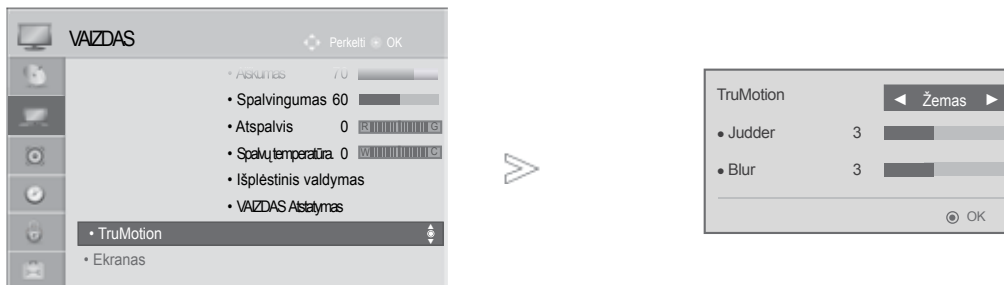 VAIZDAS
Perkelti OK
• Aiškumas 70
• Spalvingumas 60
• Atspalvis 0 R G
• Spalvų temperatūra 0 W C
• Išplėstinis valdymas
• VAIZDAS Atstatymas
• TruMotion
• Ekranas
TruMotion ◄ Žemas ►
• Judder 3
• Blur 3
OK